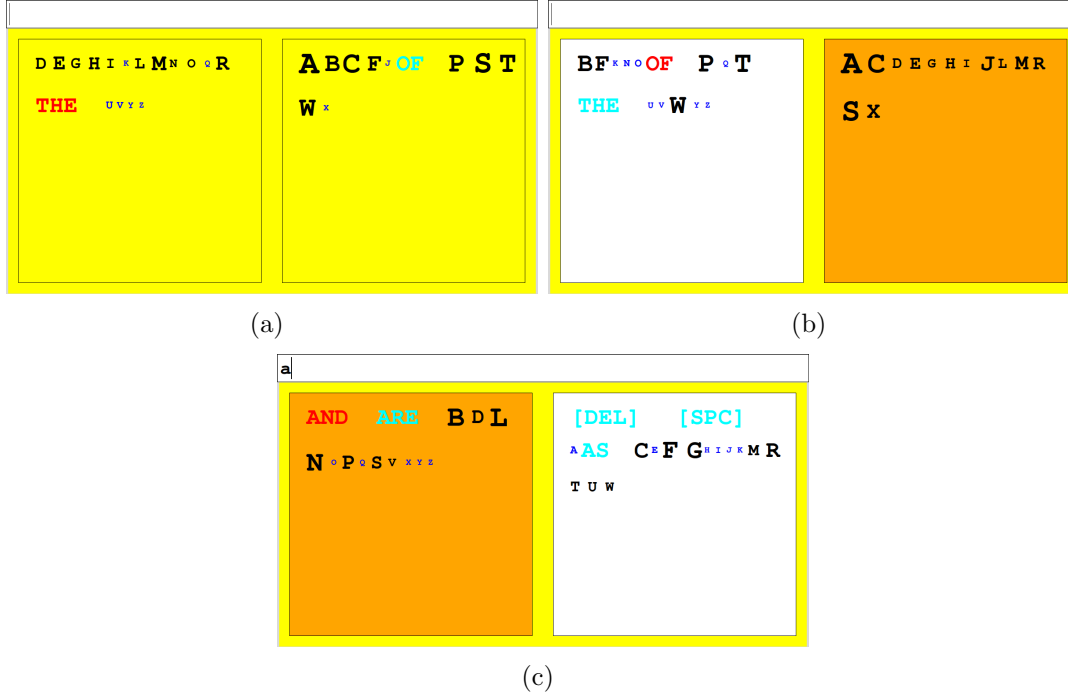 D E G H I K L M N O Q R
THE U V Y Z
A B C F J OF P S T
W X
(a)
B F K N O OF P Q T
THE U V W Y Z
A C D E G H I J L M R
S X
(b)
a
AND ARE B D L
N O P Q S V X Y Z
[DEL] [SPC]
A AS C E F G H I J K M R
T U W
(c)